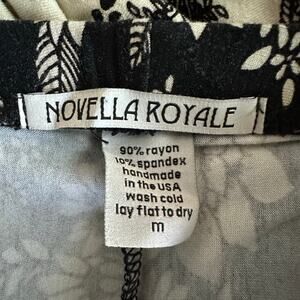 NOVELLA ROYALE
90% rayon
10% spandex
handmade
in the USA
wash cold
lay flat to dry
m